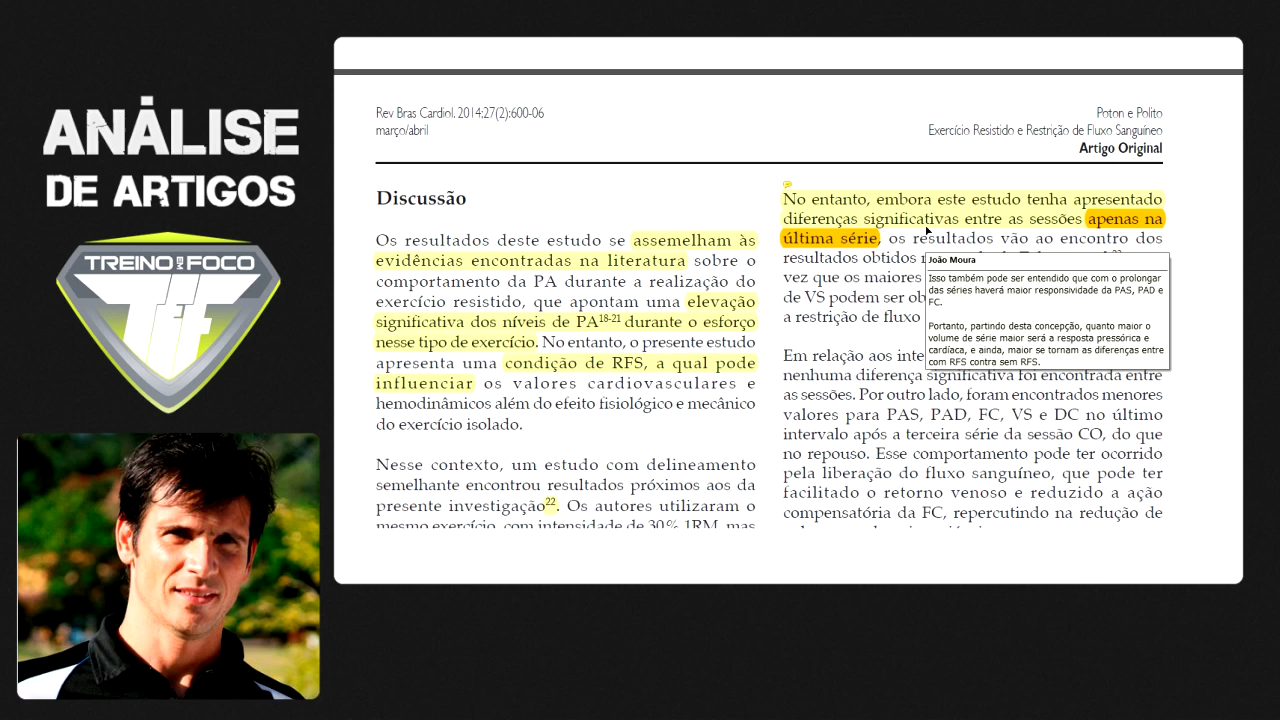 ANÁLISE
DE ARTIGOS
TREINO EM FOCO
TEF
Rev Bras Cardiol. 2014;27(2):600-06
março/abril
Poton e Polito
Exercício Resistido e Restrição de Fluxo Sanguíneo
Artigo Original
Discussão
Os resultados deste estudo se assemelham às
evidências encontradas na literatura sobre o
comportamento da PA durante a realização do
exercício resistido, que apontam uma elevação
significativa dos níveis de PA18-21 durante o esforço
nesse tipo de exercício. No entanto, o presente estudo
apresenta uma condição de RFS, a qual pode
influenciar os valores cardiovasculares e
hemodinâmicos além do efeito fisiológico e mecânico
do exercício isolado.
Nesse contexto, um estudo com delineamento
semelhante encontrou resultados próximos aos da
presente investigação22. Os autores utilizaram o
mesmo exercício, com intensidade de 30% 1RM, mas
No entanto, embora este estudo tenha apresentado
diferenças significativas entre as sessões apenas na
última série, os resultados vão ao encontro dos
resultados obtidos
vez que os maiores
de VS podem ser ob
a restrição de fluxo
Em relação aos inte
nenhuma diferença significativa foi encontrada entre
as sessões. Por outro lado, foram encontrados menores
valores para PAS, PAD, FC, VS e DC no último
intervalo após a terceira série da sessão CO, do que
no repouso. Esse comportamento pode ter ocorrido
pela liberação do fluxo sanguíneo, que pode ter
facilitado o retorno venoso e reduzido a ação
compensatória da FC, repercutindo na redução de
João Moura
Isso também pode ser entendido que com o prolongar
das séries haverá maior responsividade da PAS, PAD e
FC.
Portanto, partindo desta concepção, quanto maior o
volume de série maior será a resposta pressórica e
cardíaca, e ainda, maior se tornam as diferenças entre
com RFS contra sem RFS.